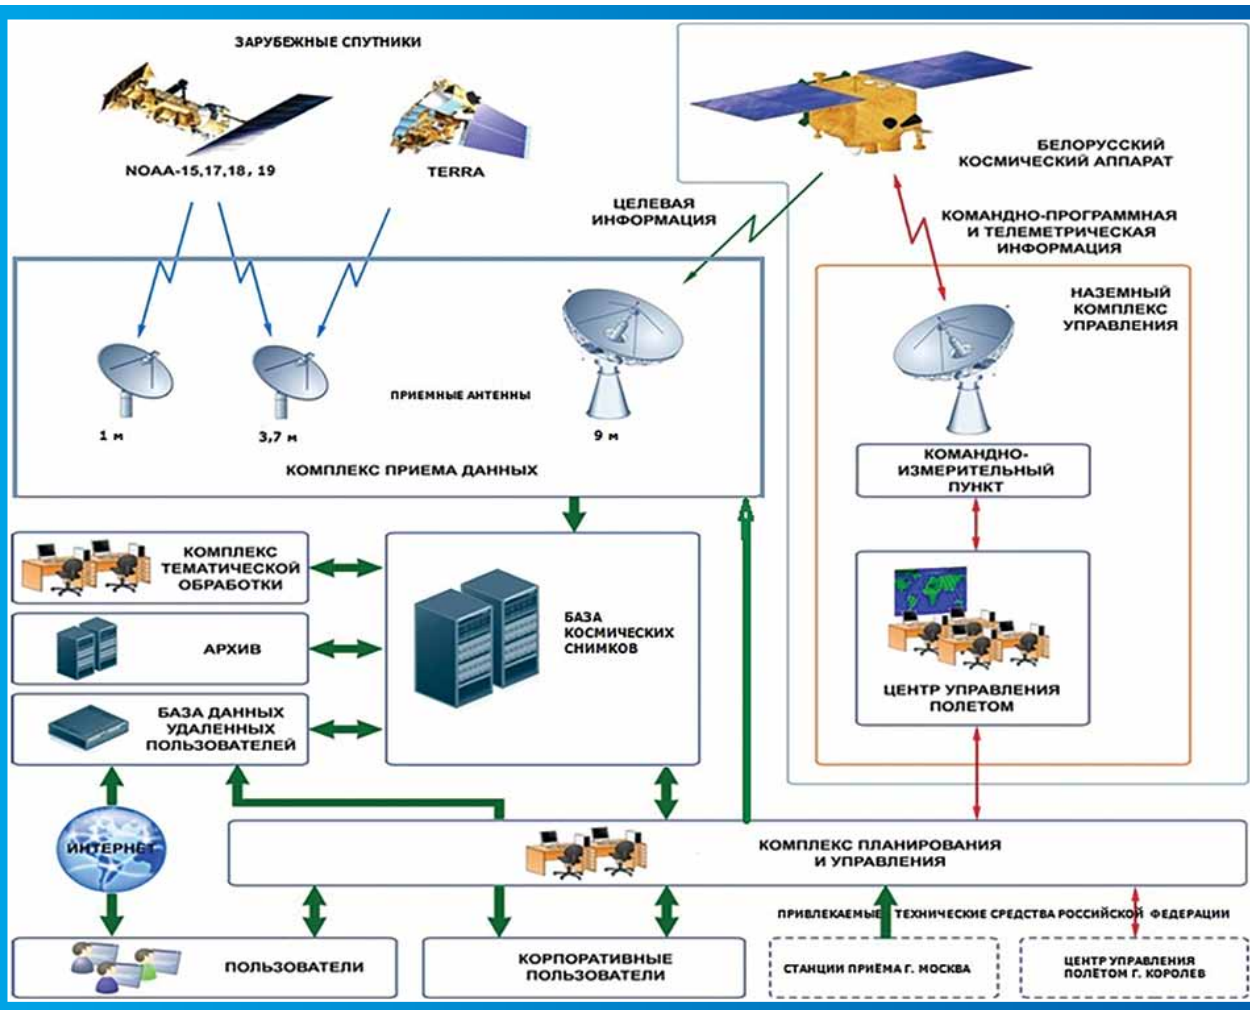 ЗАРУБЕЖНЫЕ СПУТНИКИ
NOAA-15,17,18, 19
TERRA
БЕЛОРУССКИЙ
КОСМИЧЕСКИЙ АППАРАТ
ЦЕЛЕВАЯ
ИНФОРМАЦИЯ
КОМАНДНО-ПРОГРАММНАЯ
И ТЕЛЕМЕТРИЧЕСКАЯ
ИНФОРМАЦИЯ
НАЗЕМНЫЙ
КОМПЛЕКС
УПРАВЛЕНИЯ
ПРИЕМНЫЕ АНТЕННЫ
1 м
3,7 м
9 м
КОМПЛЕКС ПРИЕМА ДАННЫХ
КОМАНДНО-
ИЗМЕРИТЕЛЬНЫЙ
ПУНКТ
КОМПЛЕКС
ТЕМАТИЧЕСКОЙ
ОБРАБОТКИ
АРХИВ
БАЗА ДАННЫХ
УДАЛЕННЫХ
ПОЛЬЗОВАТЕЛЕЙ
БАЗА
КОСМИЧЕСКИХ
СНИМКОВ
ЦЕНТР УПРАВЛЕНИЯ
ПОЛЕТОМ
ИНТЕРНЕТ
КОМПЛЕКС ПЛАНИРОВАНИЯ
И УПРАВЛЕНИЯ
ПРИВЛЕКАЕМЫЕ ТЕХНИЧЕСКИЕ СРЕДСТВА РОССИЙСКОЙ ФЕДЕРАЦИИ
ПОЛЬЗОВАТЕЛИ
КОРПОРАТИВНЫЕ
ПОЛЬЗОВАТЕЛИ
СТАНЦИИ ПРИЁМА Г. МОСКВА
ЦЕНТР УПРАВЛЕНИЯ
ПОЛЁТОМ Г. КОРОЛЕВ